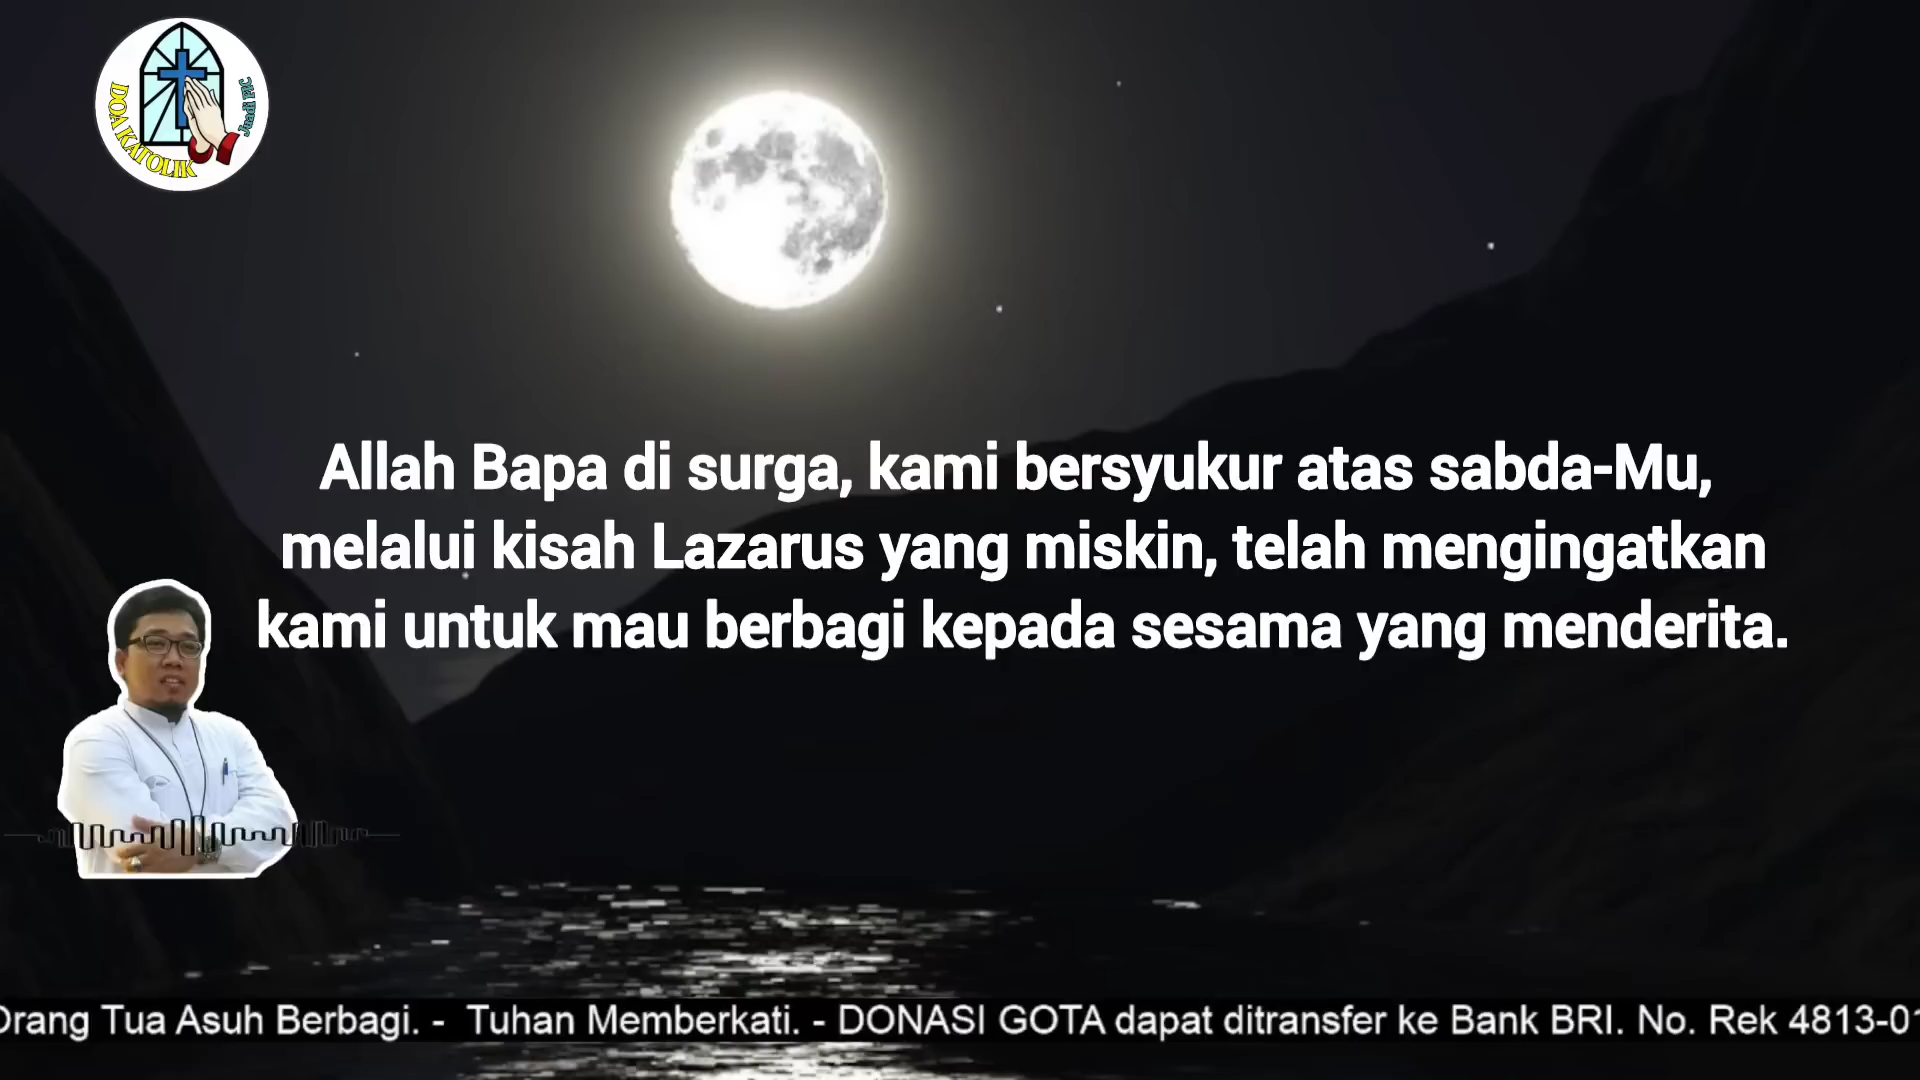 DOA KATOLIK
Juadi FIC
Allah Bapa di surga, kami bersyukur atas sabda-Mu,
melalui kisah Lazarus yang miskin, telah mengingatkan
kami untuk mau berbagi kepada sesama yang menderita.
Orang Tua Asuh Berbagi. - Tuhan Memberkati. - DONASI GOTA dapat ditransfer ke Bank BRI. No. Rek 4813-01